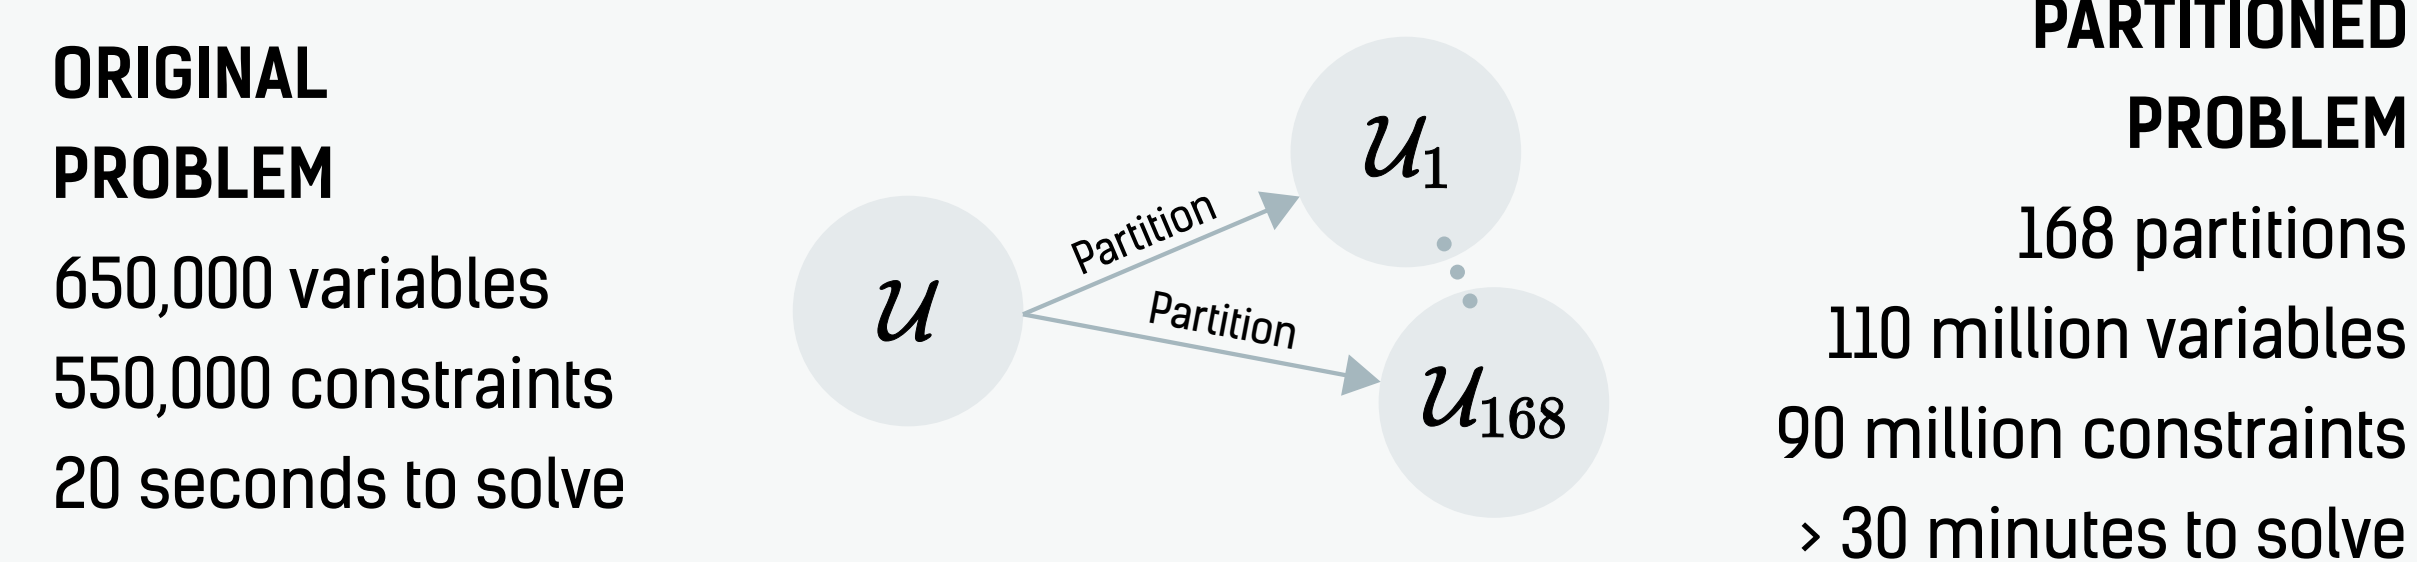 ORIGINAL
PROBLEM
650,000 variables
550,000 constraints
20 seconds to solve
𝒰
Partition
Partition
𝒰₁
𝒰₁₆₈
PARTITIONED
PROBLEM
168 partitions
110 million variables
90 million constraints
> 30 minutes to solve